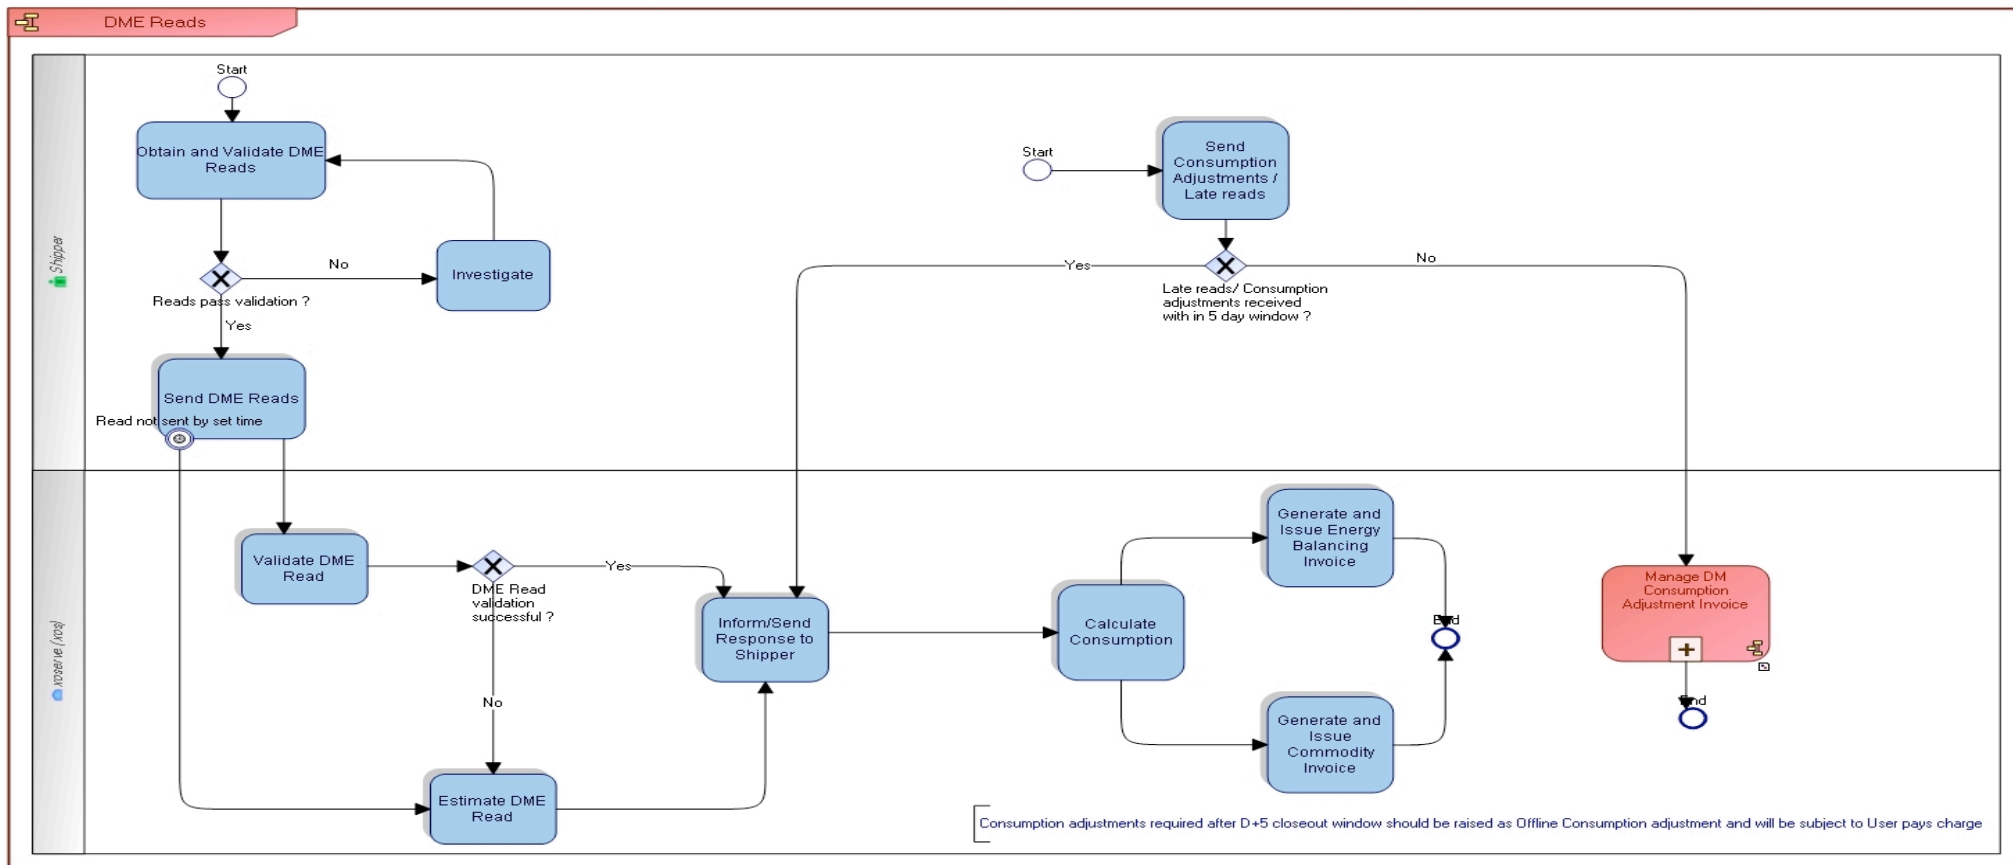 DME Reads
Shipper
Start
Obtain and Validate DME
Reads
No
Investigate
Reads pass validation ?
Yes
Send DME Reads
Read not sent by set time
Start
Send
Consumption
Adjustments /
Late reads
Yes
No
Late reads/ Consumption
adjustments received
with in 5 day window ?
xoserve (xos)
Validate DME
Read
Yes
DME Read
validation
successful ?
No
Estimate DME
Read
Inform/Send
Response to
Shipper
Calculate
Consumption
Generate and
Issue Energy
Balancing
Invoice
End
Generate and
Issue
Commodity
Invoice
Manage DM
Consumption
Adjustment Invoice
End
Consumption adjustments required after D+5 closeout window should be raised as Offline Consumption adjustment and will be subject to User pays charge